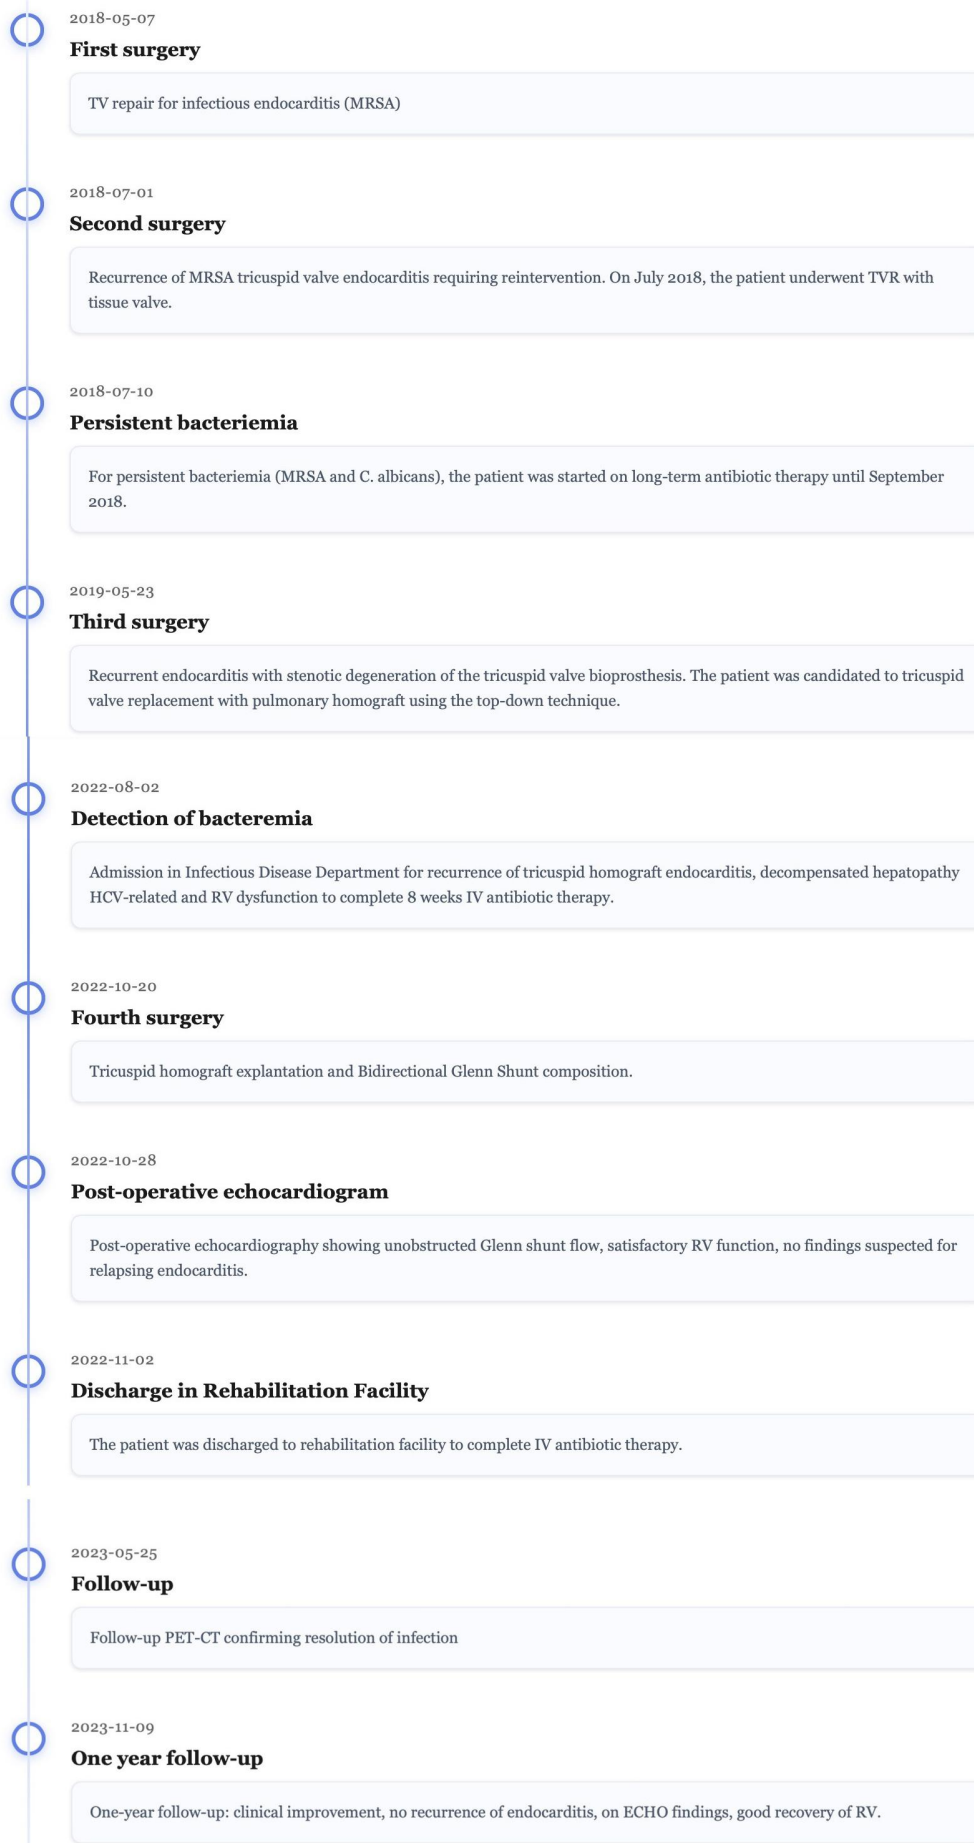 2018-05-07
First surgery
TV repair for infectious endocarditis (MRSA)
2018-07-01
Second surgery
Recurrence of MRSA tricuspid valve endocarditis requiring reintervention. On July 2018, the patient underwent TVR with
tissue valve.
2018-07-10
Persistent bacteriemia
For persistent bacteriemia (MRSA and C. albicans), the patient was started on long-term antibiotic therapy until September
2018.
2019-05-23
Third surgery
Recurrent endocarditis with stenotic degeneration of the tricuspid valve bioprosthesis. The patient was candidated to tricuspid
valve replacement with pulmonary homograft using the top-down technique.
2022-08-02
Detection of bacteremia
Admission in Infectious Disease Department for recurrence of tricuspid homograft endocarditis, decompensated hepatopathy
HCV-related and RV dysfunction to complete 8 weeks IV antibiotic therapy.
2022-10-20
Fourth surgery
Tricuspid homograft explantation and Bidirectional Glenn Shunt composition.
2022-10-28
Post-operative echocardiogram
Post-operative echocardiography showing unobstructed Glenn shunt flow, satisfactory RV function, no findings suspected for
relapsing endocarditis.
2022-11-02
Discharge in Rehabilitation Facility
The patient was discharged to rehabilitation facility to complete IV antibiotic therapy.
2023-05-25
Follow-up
Follow-up PET-CT confirming resolution of infection
2023-11-09
One year follow-up
One-year follow-up: clinical improvement, no recurrence of endocarditis, on ECHO findings, good recovery of RV.